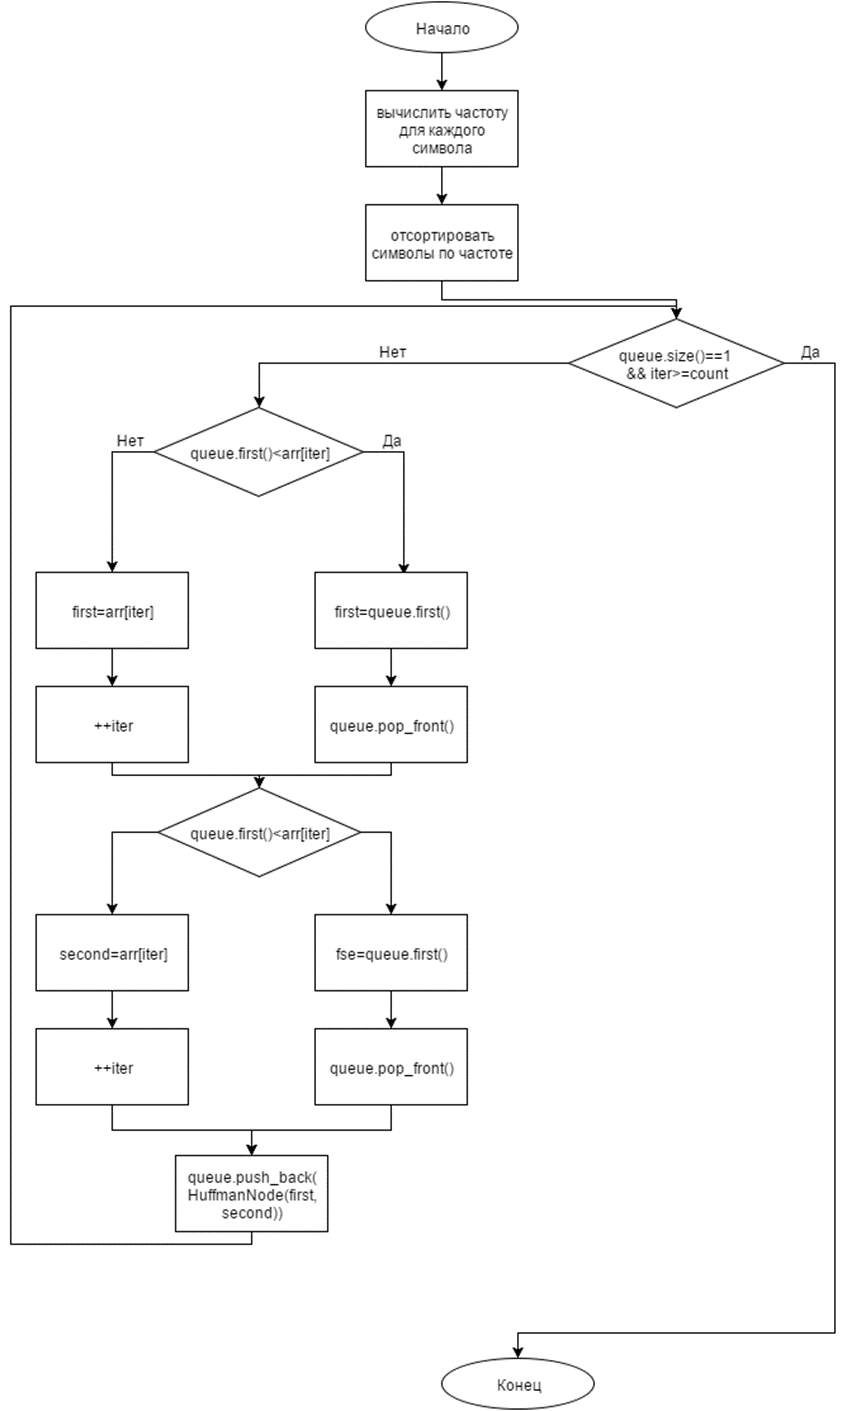 Начало
вычислить частоту
для каждого
символа
отсортировать
символы по частоте
queue.size()==1
&& iter>=count
Нет
Да
queue.first()<arr[iter]
Нет
Да
first=arr[iter]
first=queue.first()
++iter
queue.pop_front()
queue.first()<arr[iter]
second=arr[iter]
fse=queue.first()
++iter
queue.pop_front()
queue.push_back(
HuffmanNode(first,
second))
Конец